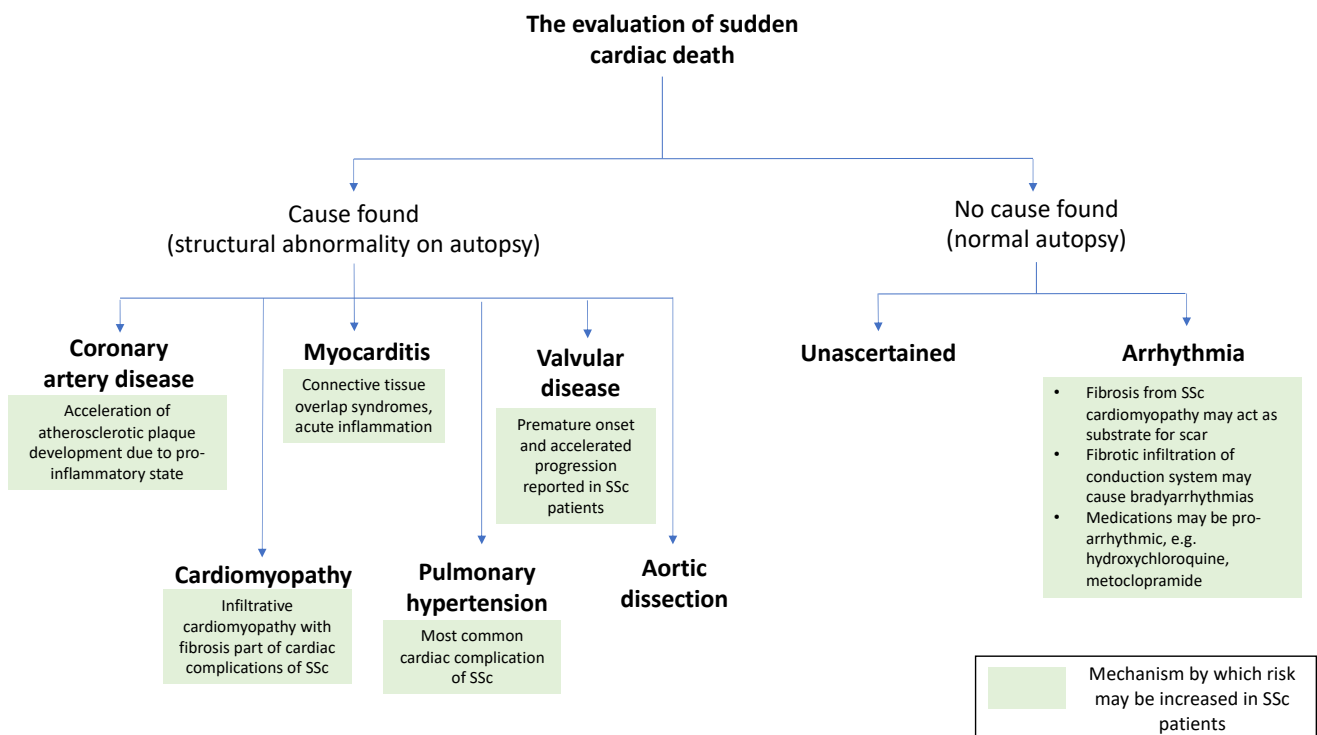 The evaluation of sudden
cardiac death
Cause found
(structural abnormality on autopsy)
No cause found
(normal autopsy)
Coronary
artery disease
Acceleration of
atherosclerotic plaque
development due to pro-
inflammatory state
Myocarditis
Connective tissue
overlap syndromes,
acute inflammation
Valvular
disease
Premature onset
and accelerated
progression
reported in SSc
patients
Unascertained
Arrhythmia
• Fibrosis from SSc
cardiomyopathy may act as
substrate for scar
• Fibrotic infiltration of
conduction system may
cause bradyarrhythmias
• Medications may be pro-
arrhythmic, e.g.
hydroxychloroquine,
metoclopramide
Cardiomyopathy
Infiltrative
cardiomyopathy with
fibrosis part of cardiac
complications of SSc
Pulmonary
hypertension
Most common
cardiac complication
of SSc
Aortic
dissection
Mechanism by which risk
may be increased in SSc
patients